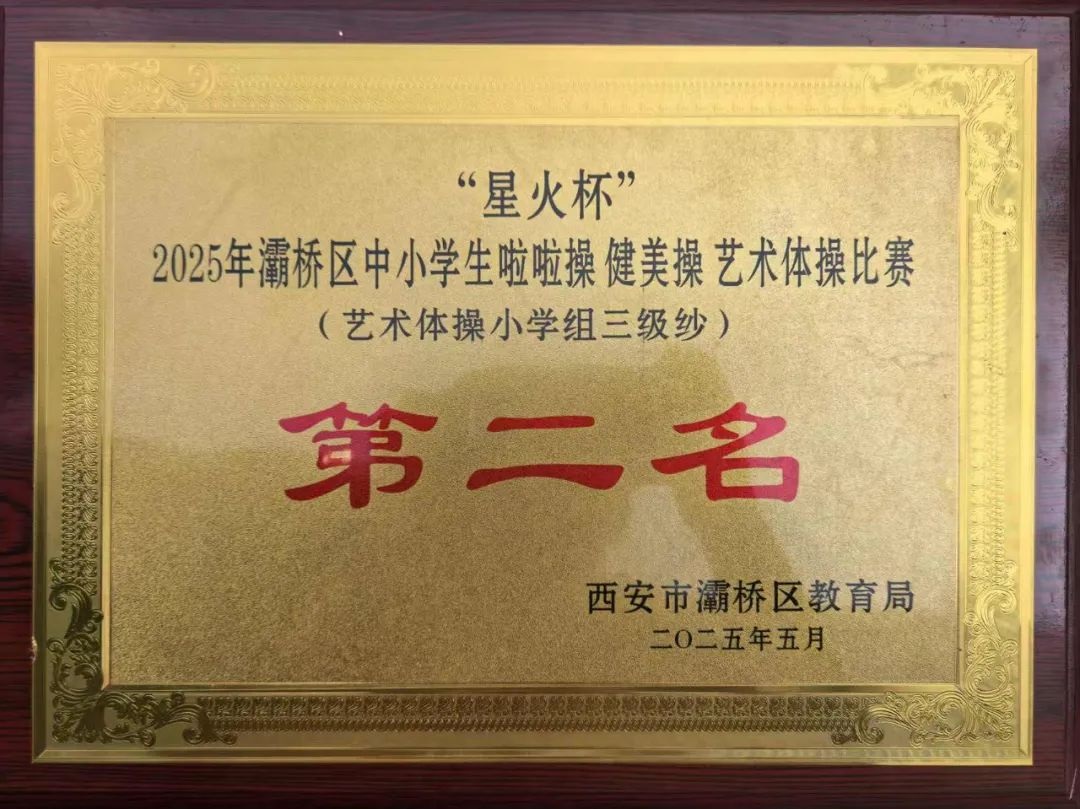 “星火杯”
2025年灞桥区中小学生啦啦操 健美操 艺术体操比赛
（艺术体操小学组三级纱）
第二名
西安市灞桥区教育局
二〇二五年五月